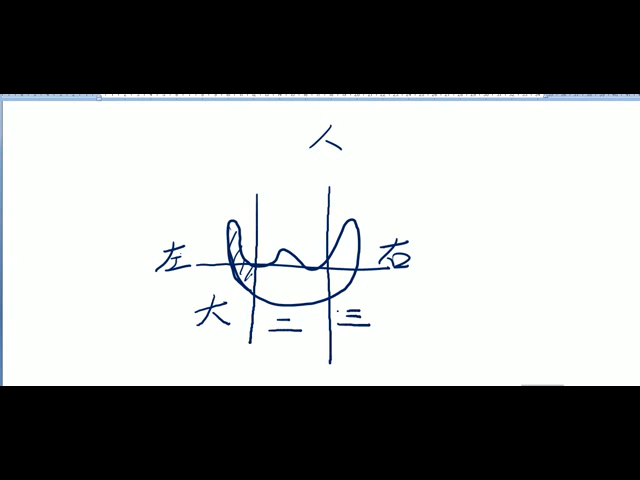 人
左 右
大 二 三